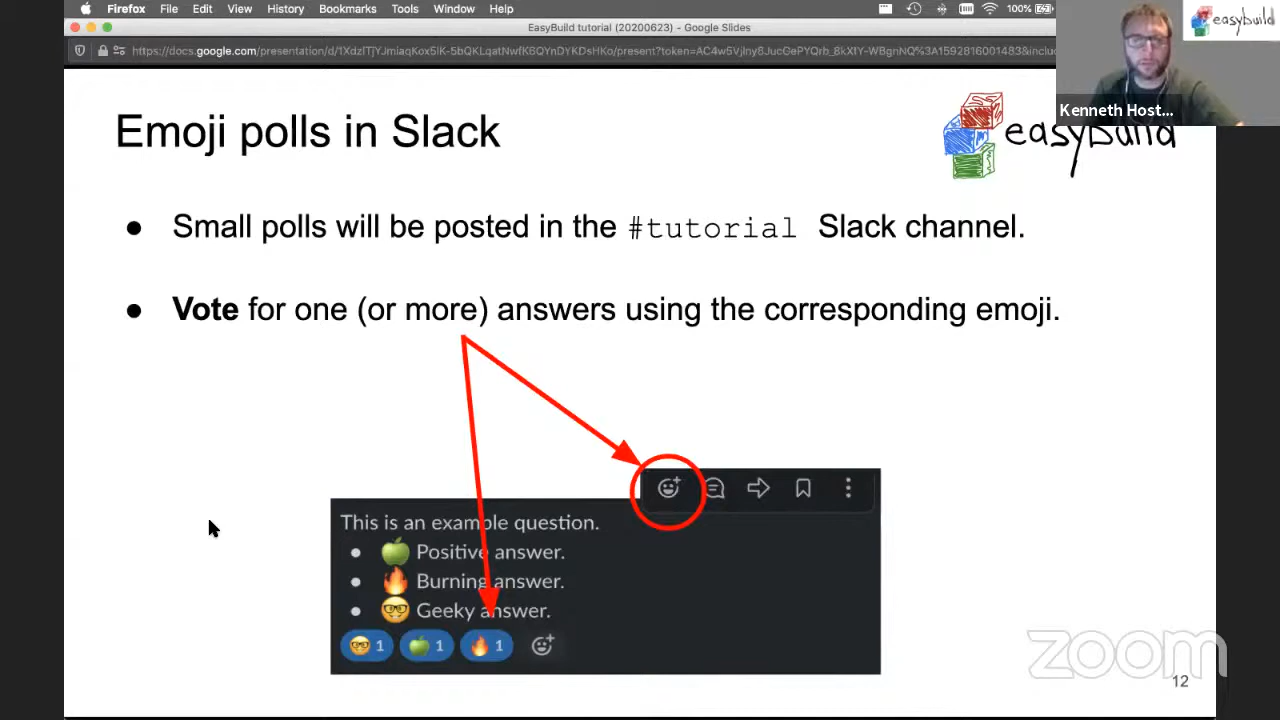 Firefox File Edit View History Bookmarks Tools Window Help 100%
EasyBuild tutorial (20200623) – Google Slides
easybuild
Kenneth Host...
Emoji polls in Slack
easybuild
● Small polls will be posted in the #tutorial Slack channel.
● Vote for one (or more) answers using the corresponding emoji.
This is an example question.
● 🍏 Positive answer.
● 🔥 Burning answer.
● 🤓 Geeky answer.
🤓 1 🍏 1 🔥 1
zoom
12